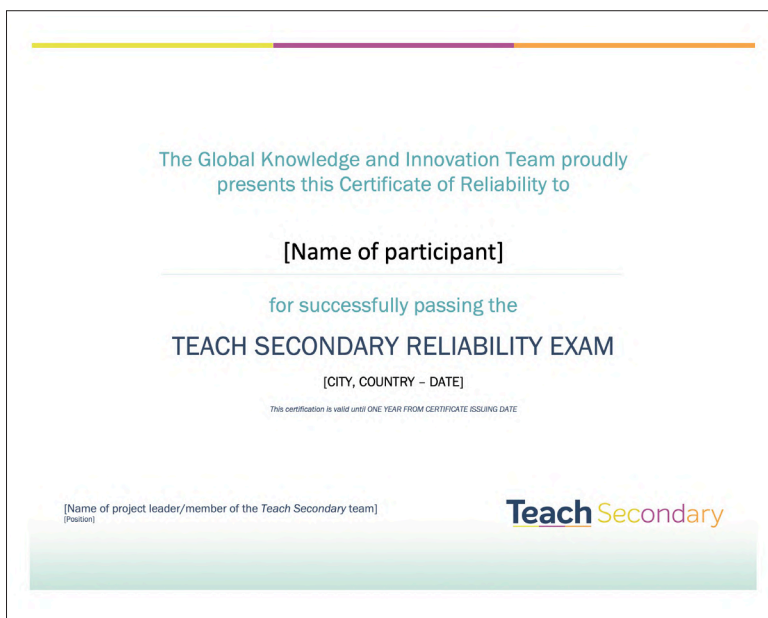 The Global Knowledge and Innovation Team proudly
presents this Certificate of Reliability to
[Name of participant]
for successfully passing the
TEACH SECONDARY RELIABILITY EXAM
[CITY, COUNTRY – DATE]
This certification is valid until ONE YEAR FROM CERTIFICATE ISSUING DATE
[Name of project leader/member of the Teach Secondary team]
[Position]
Teach Secondary